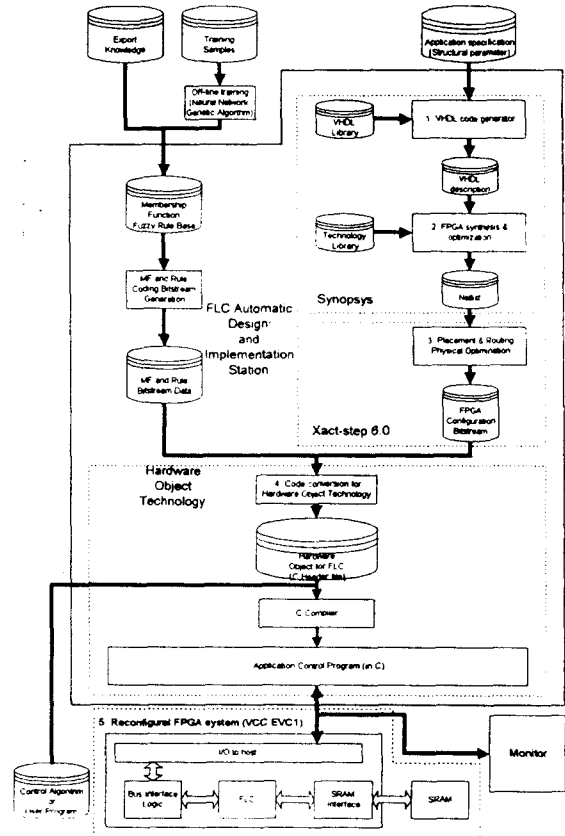 Expert
Knowledge
Training
Samples
Application specification
(Structural parameter)
Off-line training
(Natural Network
Genetic Algorithm)
VHDL
Library
1. VHDL code generator
VHDL
description
Membership
Function
Fuzzy Rule Base
Technology
Library
2. FPGA synthesis &
optimization
MF and Rule
Coding Bitstream
Generation
Synopsys
Netlist
FLC Automatic
Design
and
Implementation
Station
3. Placement & Routing
Physical Optimination
MF and Rule
Bitstream Data
FPGA
Configuration
Bitstream
Xact-step 6.0
Hardware
Object
Technology
4. Code conversion for
Hardware Object Technology
Hardware
Object for FLC
(C Header file)
C Compiler
Application Control Program (in C)
5. Reconfigural FPGA system (VCC EVC1)
I/O to host
Monitor
Control Algorithm
or
User Program
Bus interface
Logic
FLC
SRAM
interface
SRAM